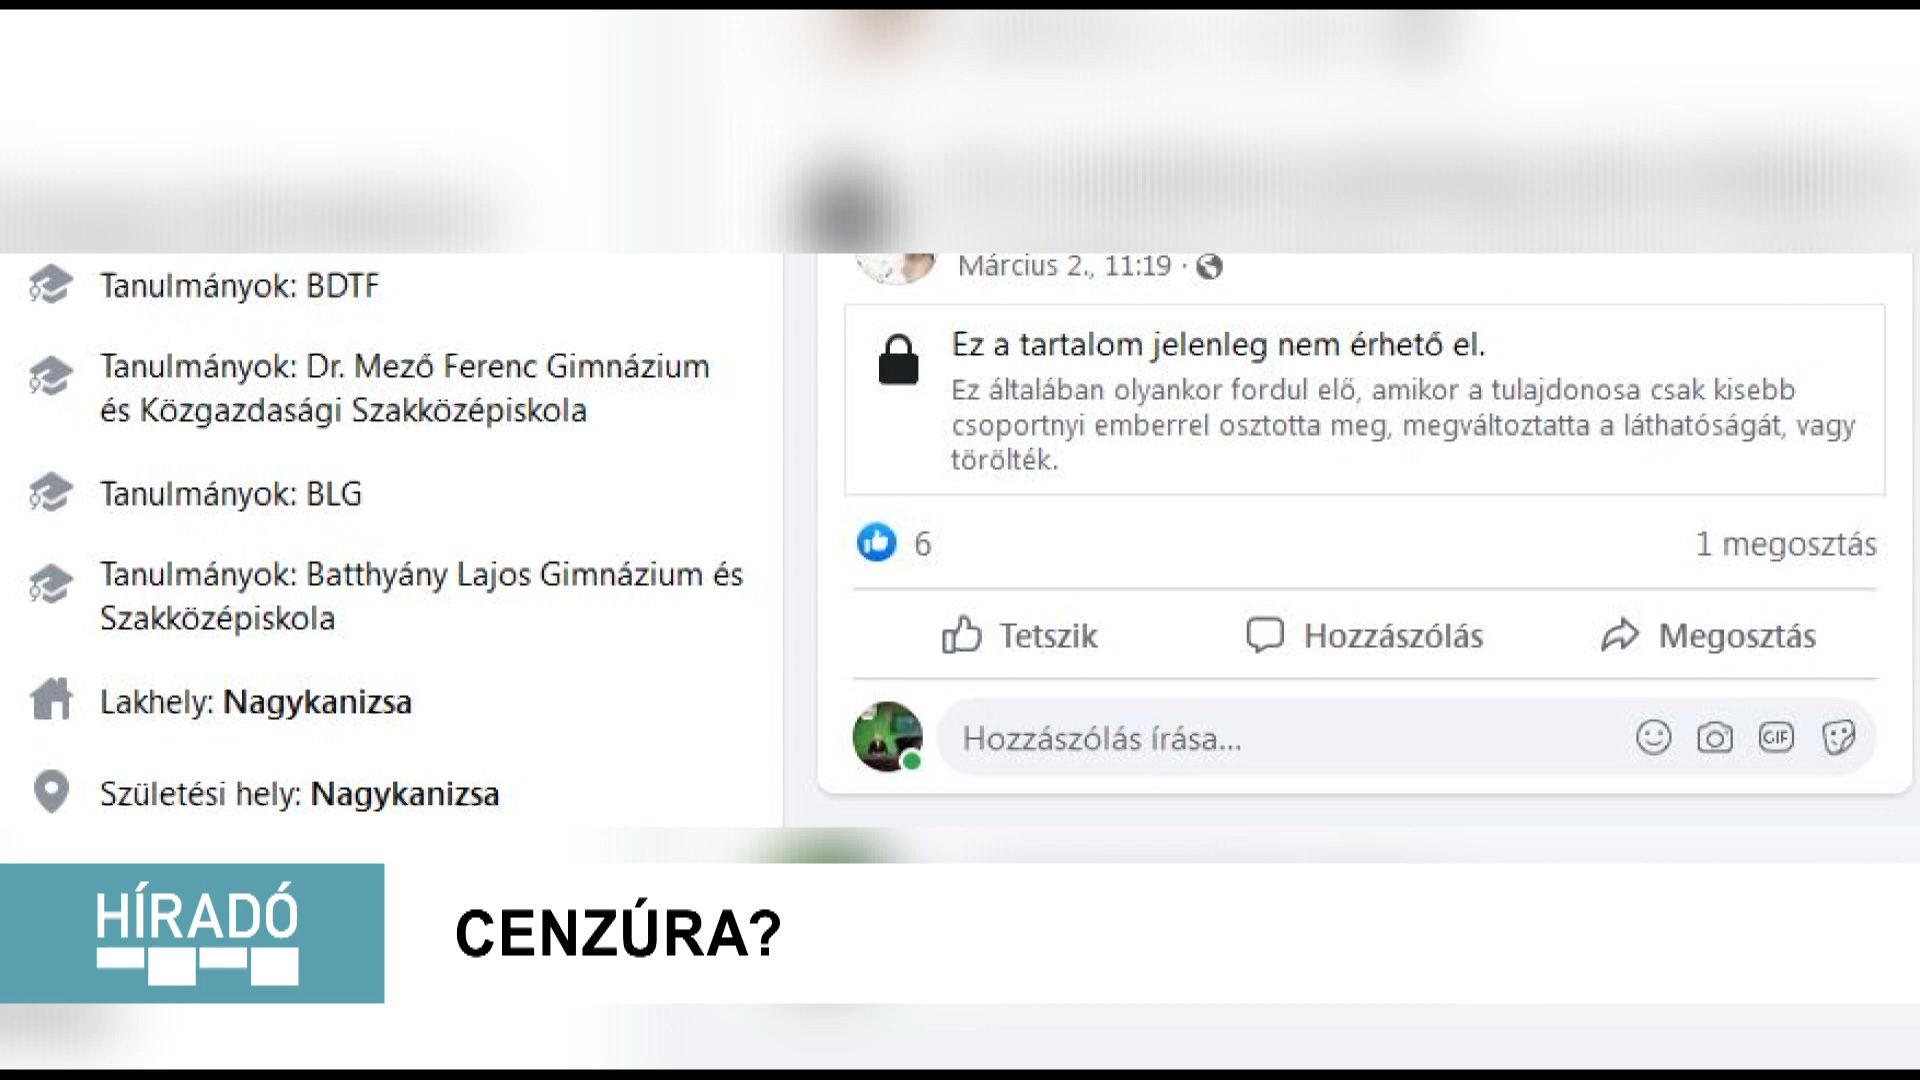 Tanulmányok: BDTF
Tanulmányok: Dr. Mező Ferenc Gimnázium
és Közgazdasági Szakközépiskola
Tanulmányok: BLG
Tanulmányok: Batthyány Lajos Gimnázium és
Szakközépiskola
Lakhely: Nagykanizsa
Születési hely: Nagykanizsa
Március 2., 11:19 ·
Ez a tartalom jelenleg nem érhető el.
Ez általában olyankor fordul elő, amikor a tulajdonosa csak kisebb
csoportnyi emberrel osztotta meg, megváltoztatta a láthatóságát, vagy
törölték.
6
1 megosztás
Tetszik
Hozzászólás
Megosztás
Hozzászólás írása...
GIF
HÍRADÓ
CENZÚRA?